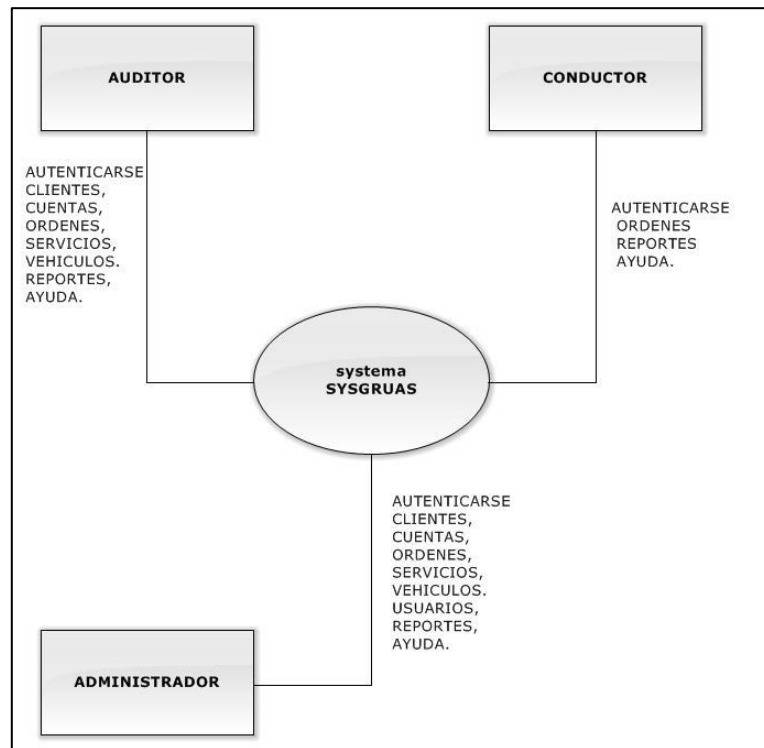 AUDITOR
CONDUCTOR
AUTENTICARSE
CLIENTES,
CUENTAS,
ORDENES,
SERVICIOS,
VEHICULOS.
REPORTES,
AYUDA.
AUTENTICARSE
ORDENES
REPORTES
AYUDA.
systema
SYSGRUAS
AUTENTICARSE
CLIENTES,
CUENTAS,
ORDENES,
SERVICIOS,
VEHICULOS.
USUARIOS,
REPORTES,
AYUDA.
ADMINISTRADOR